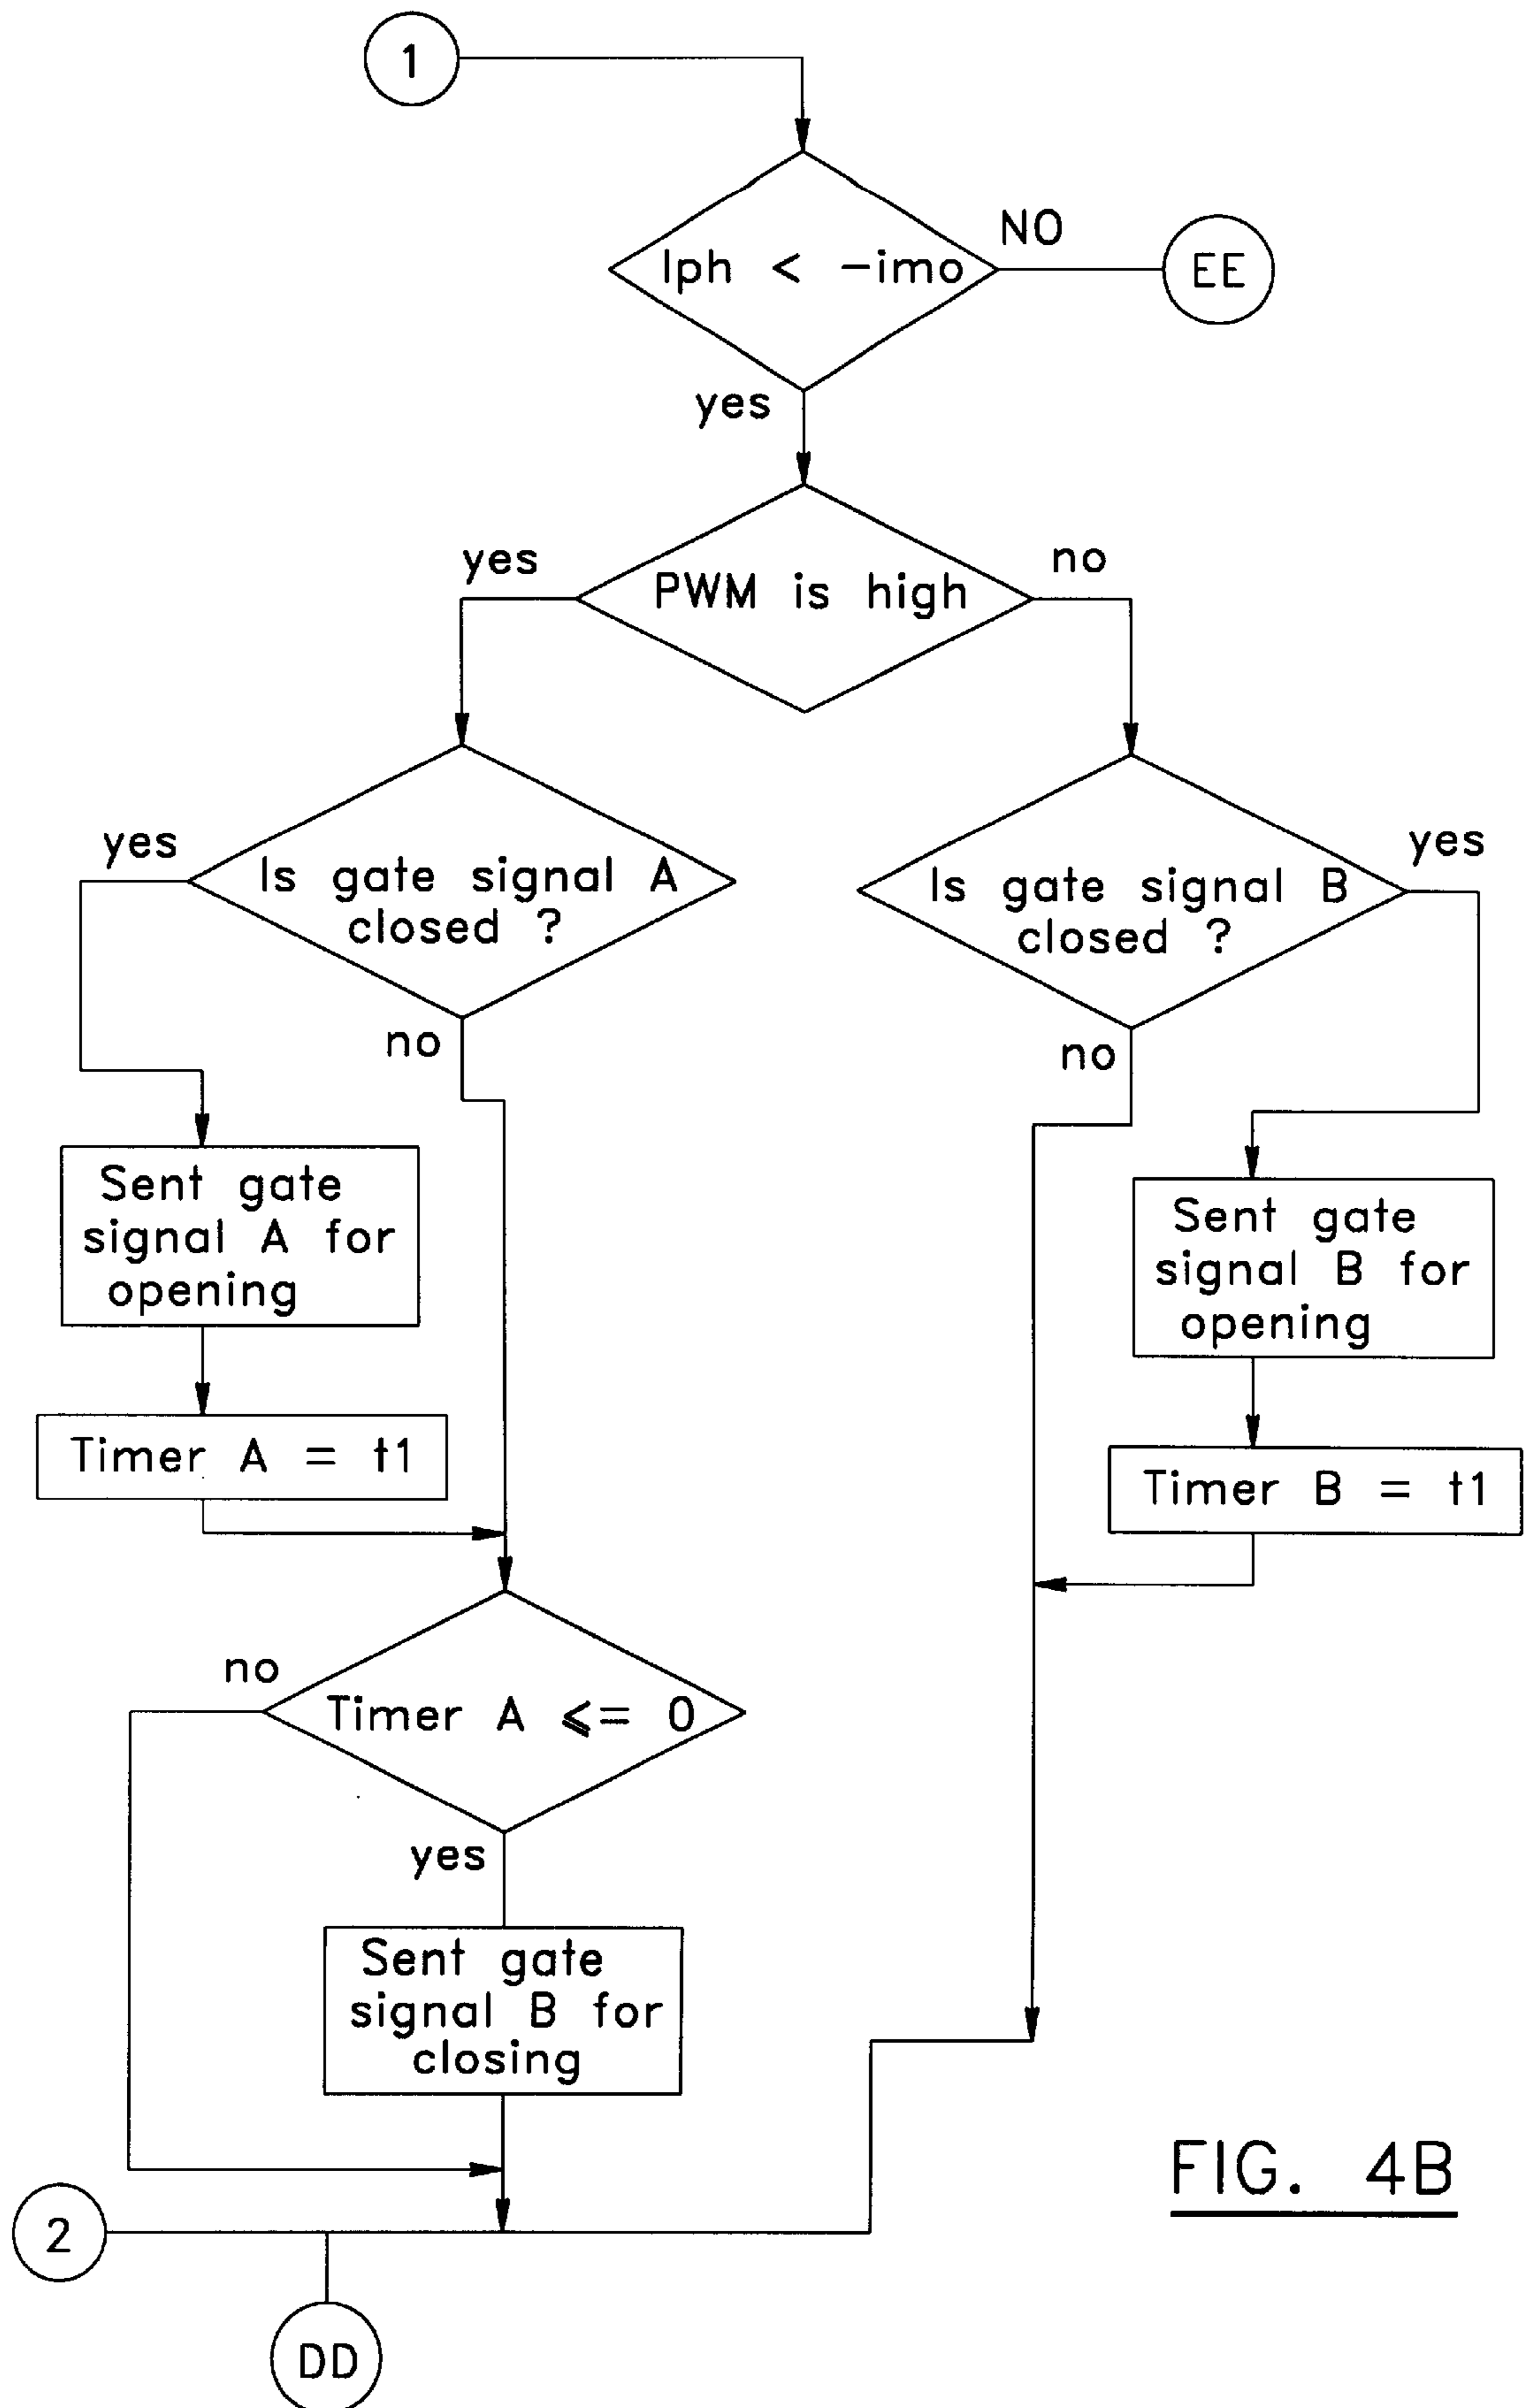 1
Iph < -imo
NO
EE
yes
yes
PWM is high
no
yes
Is gate signal A
closed ?
no
Is gate signal B
closed ?
yes
no
Sent gate
signal A for
opening
Sent gate
signal B for
opening
Timer A = t1
Timer B = t1
no
Timer A <= 0
yes
Sent gate
signal B for
closing
2
DD
FIG. 4B